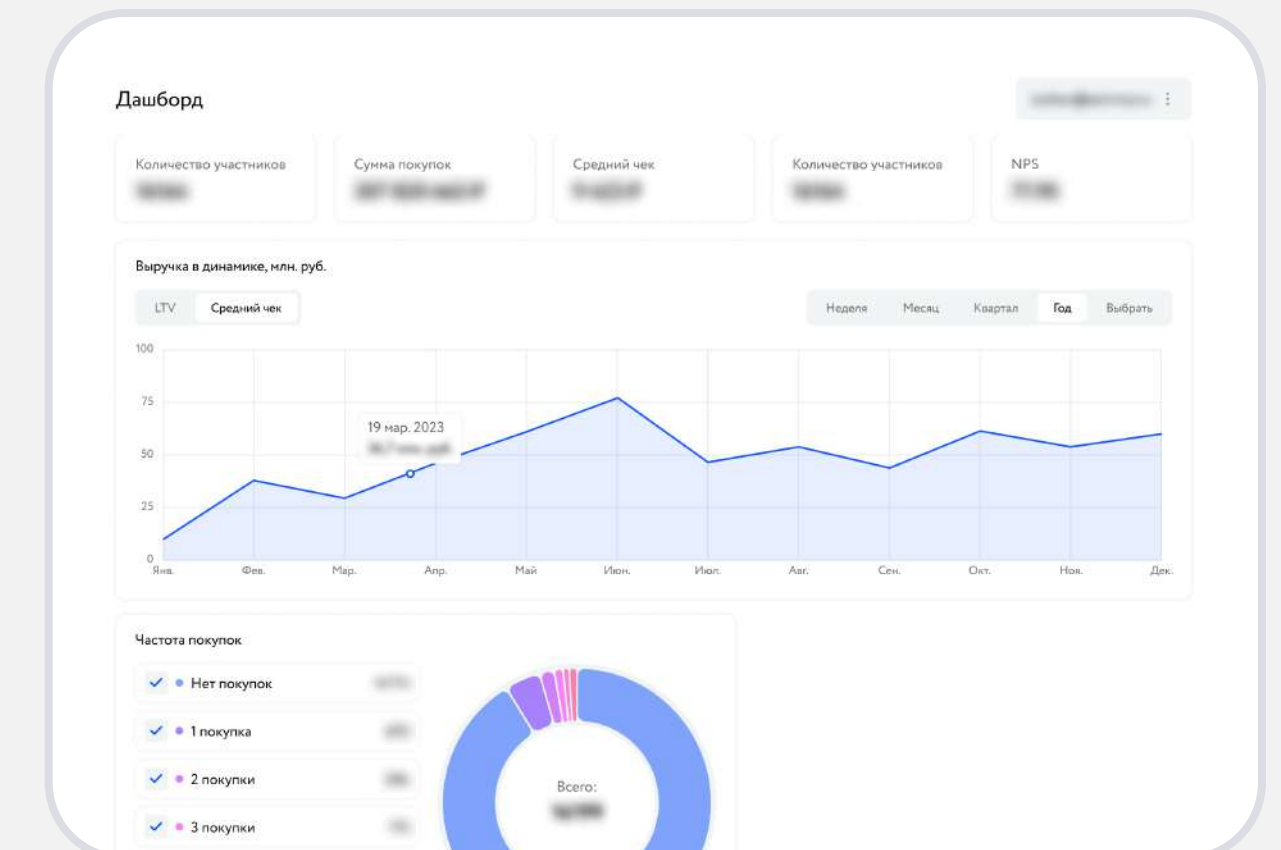 Дашборд
Количество участников
Сумма покупок
Средний чек
Количество участников
NPS
Выручка в динамике, млн. руб.
LTV Средний чек
Неделя Месяц Квартал Год Выбрать
100
75
50
25
0
19 мар. 2023
Янв. Фев. Мар. Апр. Май Июн. Июл. Авг. Сен. Окт. Ноя. Дек.
Частота покупок
Нет покупок
1 покупка
2 покупки
3 покупки
Всего: